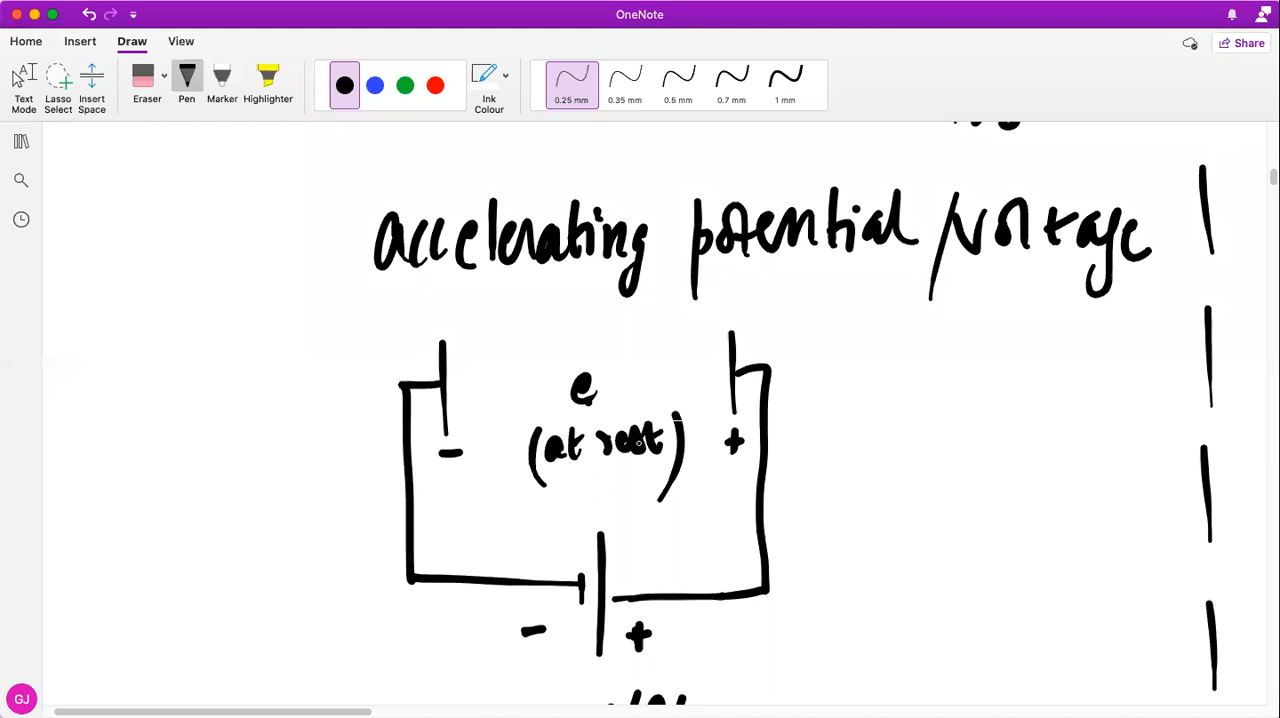 OneNote
Home Insert Draw View
Share
Text Mode
Lasso Select
Insert Space
Eraser
Pen
Marker
Highlighter
Ink Colour
0.25 mm
0.35 mm
0.5 mm
0.7 mm
1 mm
accelerating potential/voltage
e
(at rest)
- +
- +
GJ